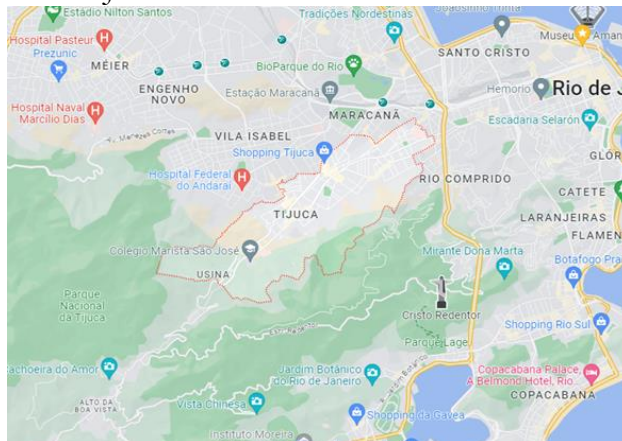 Estádio Nilton Santos
Tradições
Nordestinas
Hospital Pasteur
Prezunic
MÉIER
ENGENHO
NOVO
BioParque do Rio
SANTO CRISTO
Museu
Aman
Estação Maracanã
Hemorio
Rio de J
Hospital Naval
Marcílio Dias
MARACANÃ
Escadaria Selarón
VILA ISABEL
Shopping Tijuca
GLÓR
Hospital Federal
do Andaraí
RIO COMPRIDO
CATETE
TIJUCA
LARANJEIRAS
FLAMEN
Colégio Marista São José
USINA
Mirante Dona Marta
Botafogo Pra
Parque
Nacional
da Tijuca
Cristo Redentor
Shopping Rio Sul
Parque Lage
Cachoeira do Amor
Jardim Botânico
do Rio de Janeiro
Copacabana Palace,
A Belmond Hotel, Rio...
COPACABANA
ALTO DA
BOA VISTA
Vista Chinesa
Shopping da Gávea
Instituto Moreira